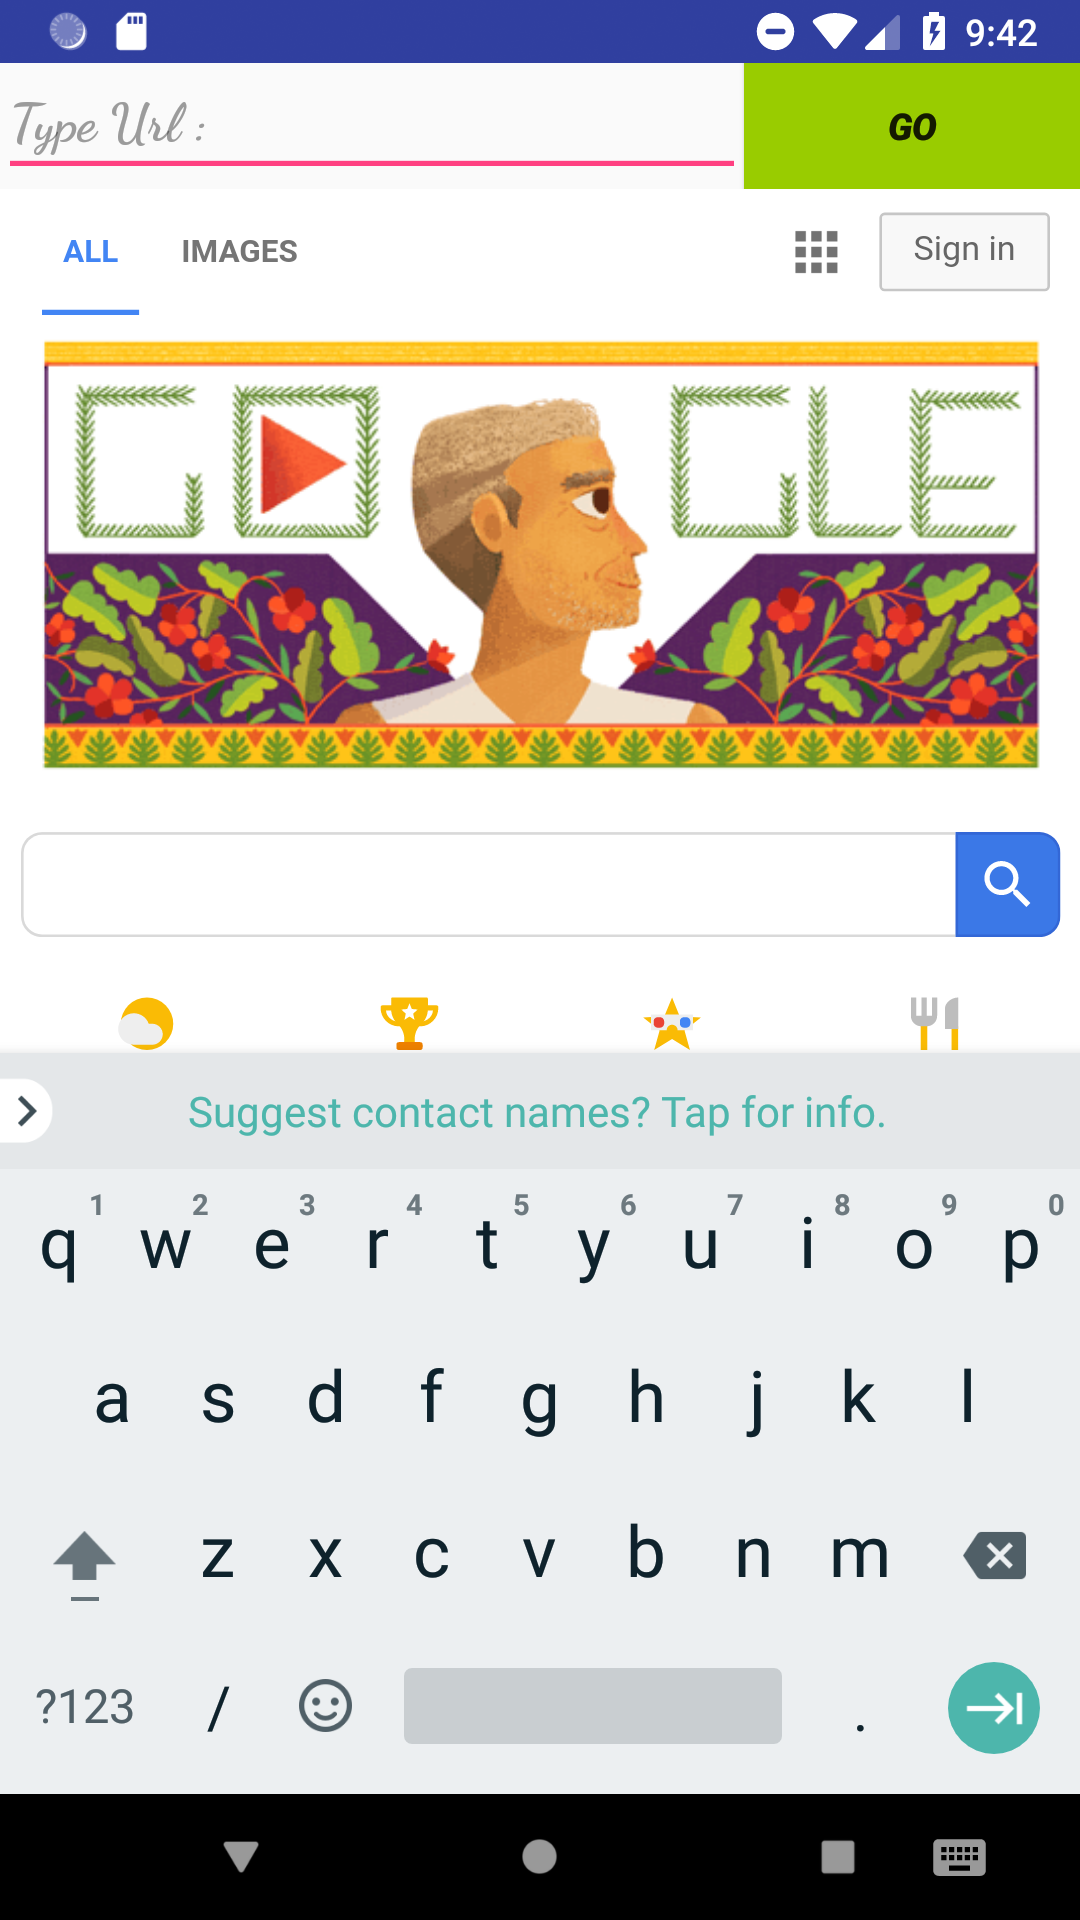 9:42
Type Url :
GO
ALL IMAGES Sign in
GOOGLE
Suggest contact names? Tap for info.
1 2 3 4 5 6 7 8 9 0
q w e r t y u i o p
a s d f g h j k l
z x c v b n m
?123 / .